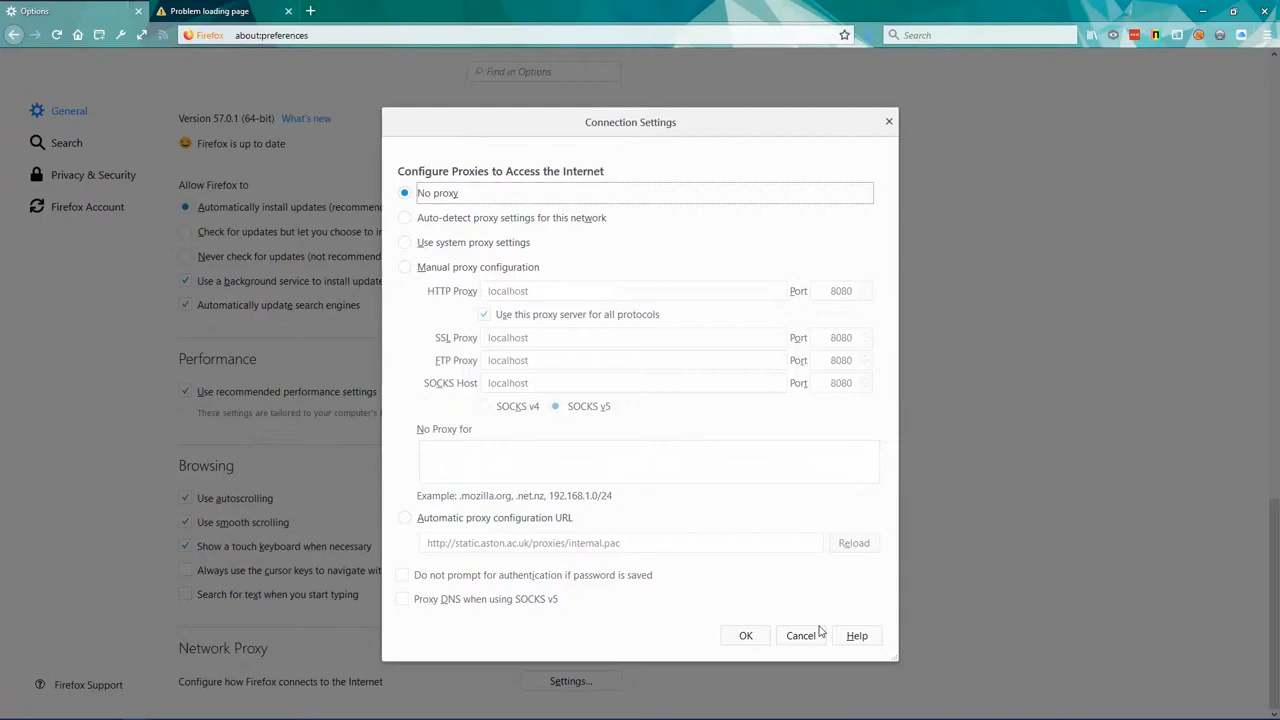 Options
Problem loading page
Firefox
about:preferences
Search
Find in Options
General
Search
Privacy & Security
Firefox Account
Version 57.0.1 (64-bit)
What's new
Firefox is up to date
Allow Firefox to
Automatically install updates (recommen
Check for updates but let you choose to in
Never check for updates (not recommend
Use a background service to install update
Automatically update search engines
Performance
Use recommended performance settings
These settings are tailored to your computer's
Browsing
Use autoscrolling
Use smooth scrolling
Show a touch keyboard when necessary
Always use the cursor keys to navigate wit
Search for text when you start typing
Network Proxy
Configure how Firefox connects to the Internet
Settings...
Firefox Support
Connection Settings
Configure Proxies to Access the Internet
No proxy
Auto-detect proxy settings for this network
Use system proxy settings
Manual proxy configuration
HTTP Proxy localhost Port 8080
Use this proxy server for all protocols
SSL Proxy localhost Port 8080
FTP Proxy localhost Port 8080
SOCKS Host localhost Port 8080
SOCKS v4 SOCKS v5
No Proxy for
Example: .mozilla.org, .net.nz, 192.168.1.0/24
Automatic proxy configuration URL
http://static.aston.ac.uk/proxies/internal.pac Reload
Do not prompt for authentication if password is saved
Proxy DNS when using SOCKS v5
OK Cancel Help